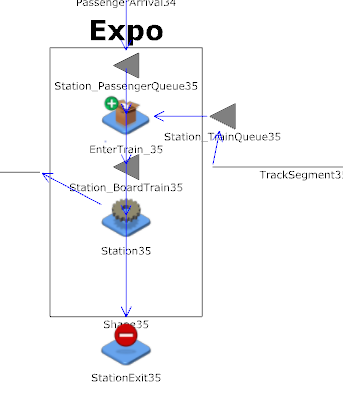 PassengerArrival34
Expo
Station_PassengerQueue35
Station_TrainQueue35
EnterTrain_35
TrackSegment3
Station_BoardTrain35
Station35
Shape35
StationExit35